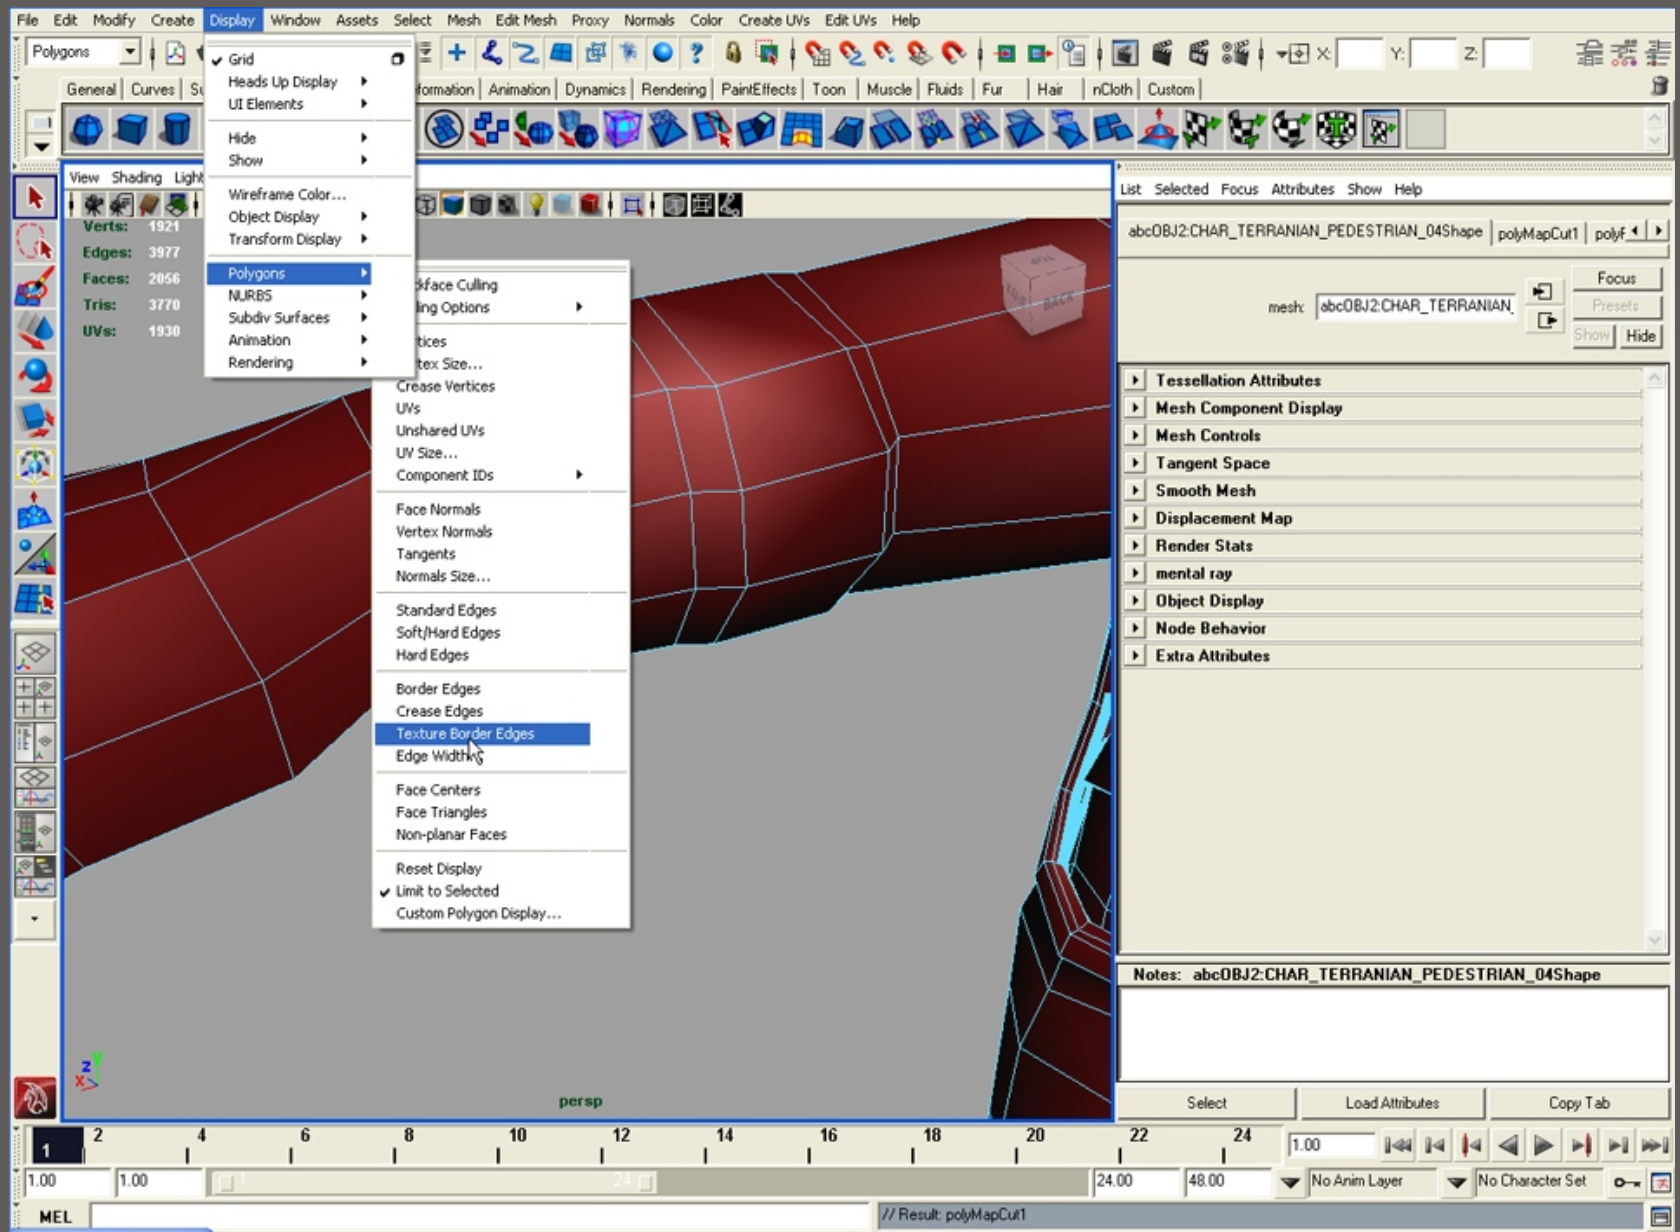 File Edit Modify Create Display Window Assets Select Mesh Edit Mesh Proxy Normals Color Create UVs Edit UVs Help
Polygons X: Y: Z:
General Curves Animation Dynamics Rendering PaintEffects Toon Muscle Fluids Fur Hair nCloth Custom
Grid
Heads Up Display
UI Elements
Hide
Show
Wireframe Color...
Object Display
Transform Display
Polygons
NURBS
Subdiv Surfaces
Animation
Rendering
View Shading
Verts: 1921
Edges: 3977
Faces: 2056
Tris: 3770
UVs: 1930
Culling
Options
Size...
Crease Vertices
UVs
Unshared UVs
UV Size...
Component IDs
Face Normals
Vertex Normals
Tangents
Normals Size...
Standard Edges
Soft/Hard Edges
Hard Edges
Border Edges
Crease Edges
Texture Border Edges
Edge Width
Face Centers
Face Triangles
Non-planar Faces
Reset Display
Limit to Selected
Custom Polygon Display...
BACK
persp
List Selected Focus Attributes Show Help
abcOBJ2:CHAR_TERRANIAN_PEDESTRIAN_04Shape polyMapCut1
mesh: abcOBJ2:CHAR_TERRANIAN_
Focus
Presets
Show Hide
Tessellation Attributes
Mesh Component Display
Mesh Controls
Tangent Space
Smooth Mesh
Displacement Map
Render Stats
mental ray
Object Display
Node Behavior
Extra Attributes
Notes: abcOBJ2:CHAR_TERRANIAN_PEDESTRIAN_04Shape
Select Load Attributes Copy Tab
1 2 4 6 8 10 12 14 16 18 20 22 24 1.00
1.00 1.00 1 24 24.00 48.00 No Anim Layer No Character Set
MEL // Result: polyMapCut1